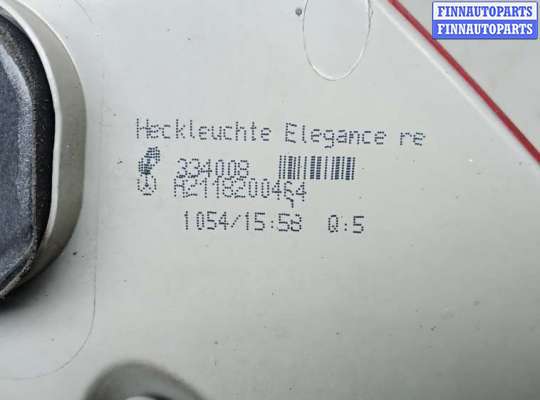 FINNAUTOPARTS
FINNAUTOPARTS
Heckleuchte Elegance re
334008
A2118200464
1054/15:58 Q:5